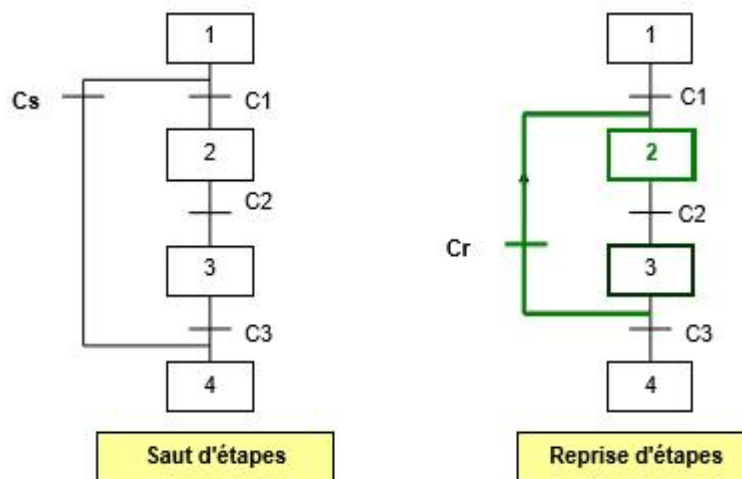 1
Cs
C1
2
C2
3
C3
4
Saut d'étapes
1
C1
2
C2
Cr
3
C3
4
Reprise d'étapes